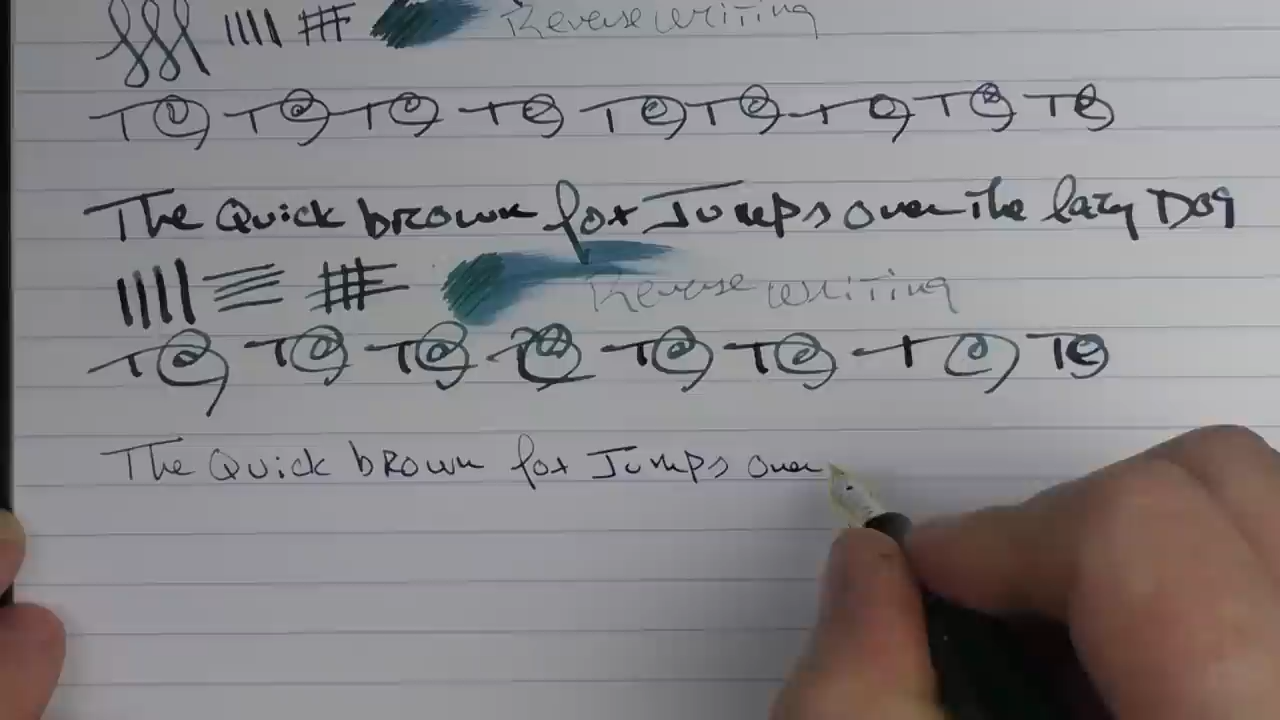 Reverse writing
The Quick brown fox Jumps over The lazy Dog
Reverse writing
The Quick brown fox Jumps over